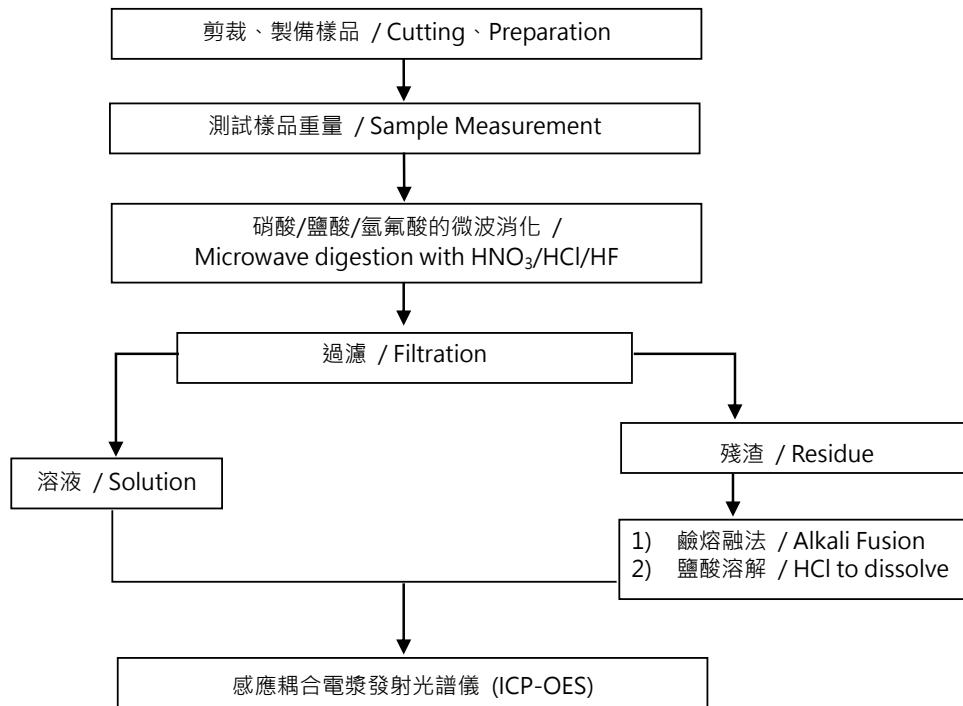 剪裁、製備樣品 / Cutting、Preparation
測試樣品重量 / Sample Measurement
硝酸/鹽酸/氫氟酸的微波消化 /
Microwave digestion with HNO₃/HCl/HF
過濾 / Filtration
溶液 / Solution
殘渣 / Residue
1) 鹼熔融法 / Alkali Fusion
2) 鹽酸溶解 / HCl to dissolve
感應耦合電漿發射光譜儀 (ICP-OES)